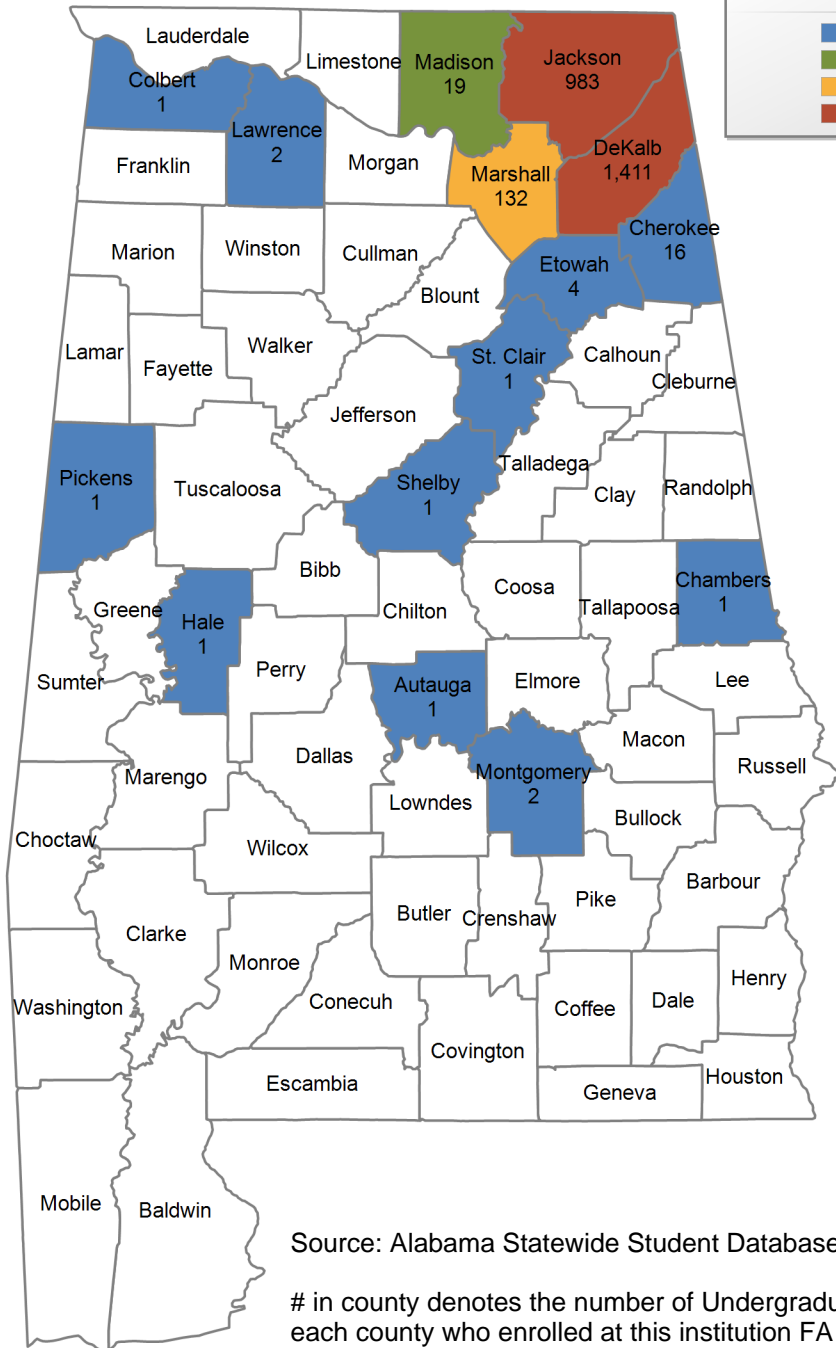 Lauderdale
Limestone
Madison
19
Jackson
983
Colbert
1
Lawrence
2
Franklin
Morgan
Marshall
132
DeKalb
1,411
Cherokee
16
Marion
Winston
Cullman
Etowah
4
Blount
Lamar
Fayette
Walker
St. Clair
1
Calhoun
Cleburne
Jefferson
Pickens
1
Tuscaloosa
Shelby
1
Talladega
Clay
Randolph
Bibb
Greene
Hale
1
Chilton
Coosa
Tallapoosa
Chambers
1
Sumter
Perry
Autauga
1
Elmore
Lee
Marengo
Dallas
Montgomery
2
Macon
Russell
Lowndes
Bullock
Choctaw
Wilcox
Clarke
Butler
Crenshaw
Pike
Barbour
Monroe
Washington
Conecuh
Coffee
Dale
Henry
Covington
Escambia
Geneva
Houston
Mobile
Baldwin
Source: Alabama Statewide Student Database
# in county denotes the number of Undergradu
each county who enrolled at this institution FA